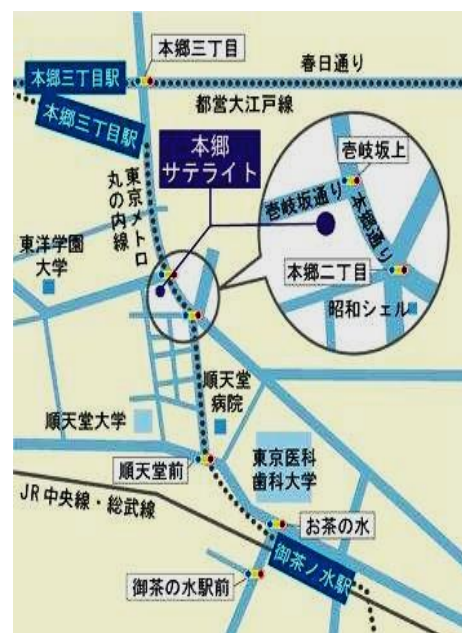 本郷三丁目
春日通り
本郷三丁目駅
都営大江戸線
本郷三丁目駅
本郷
サテライト
壱岐坂上
壱岐坂通り
本郷通り
東京メトロ
丸の内線
東洋学園
大学
本郷二丁目
昭和シェル
順天堂
病院
順天堂大学
順天堂前
東京医科
歯科大学
JR中央線・総武線
お茶の水
御茶ノ水駅
御茶の水駅前